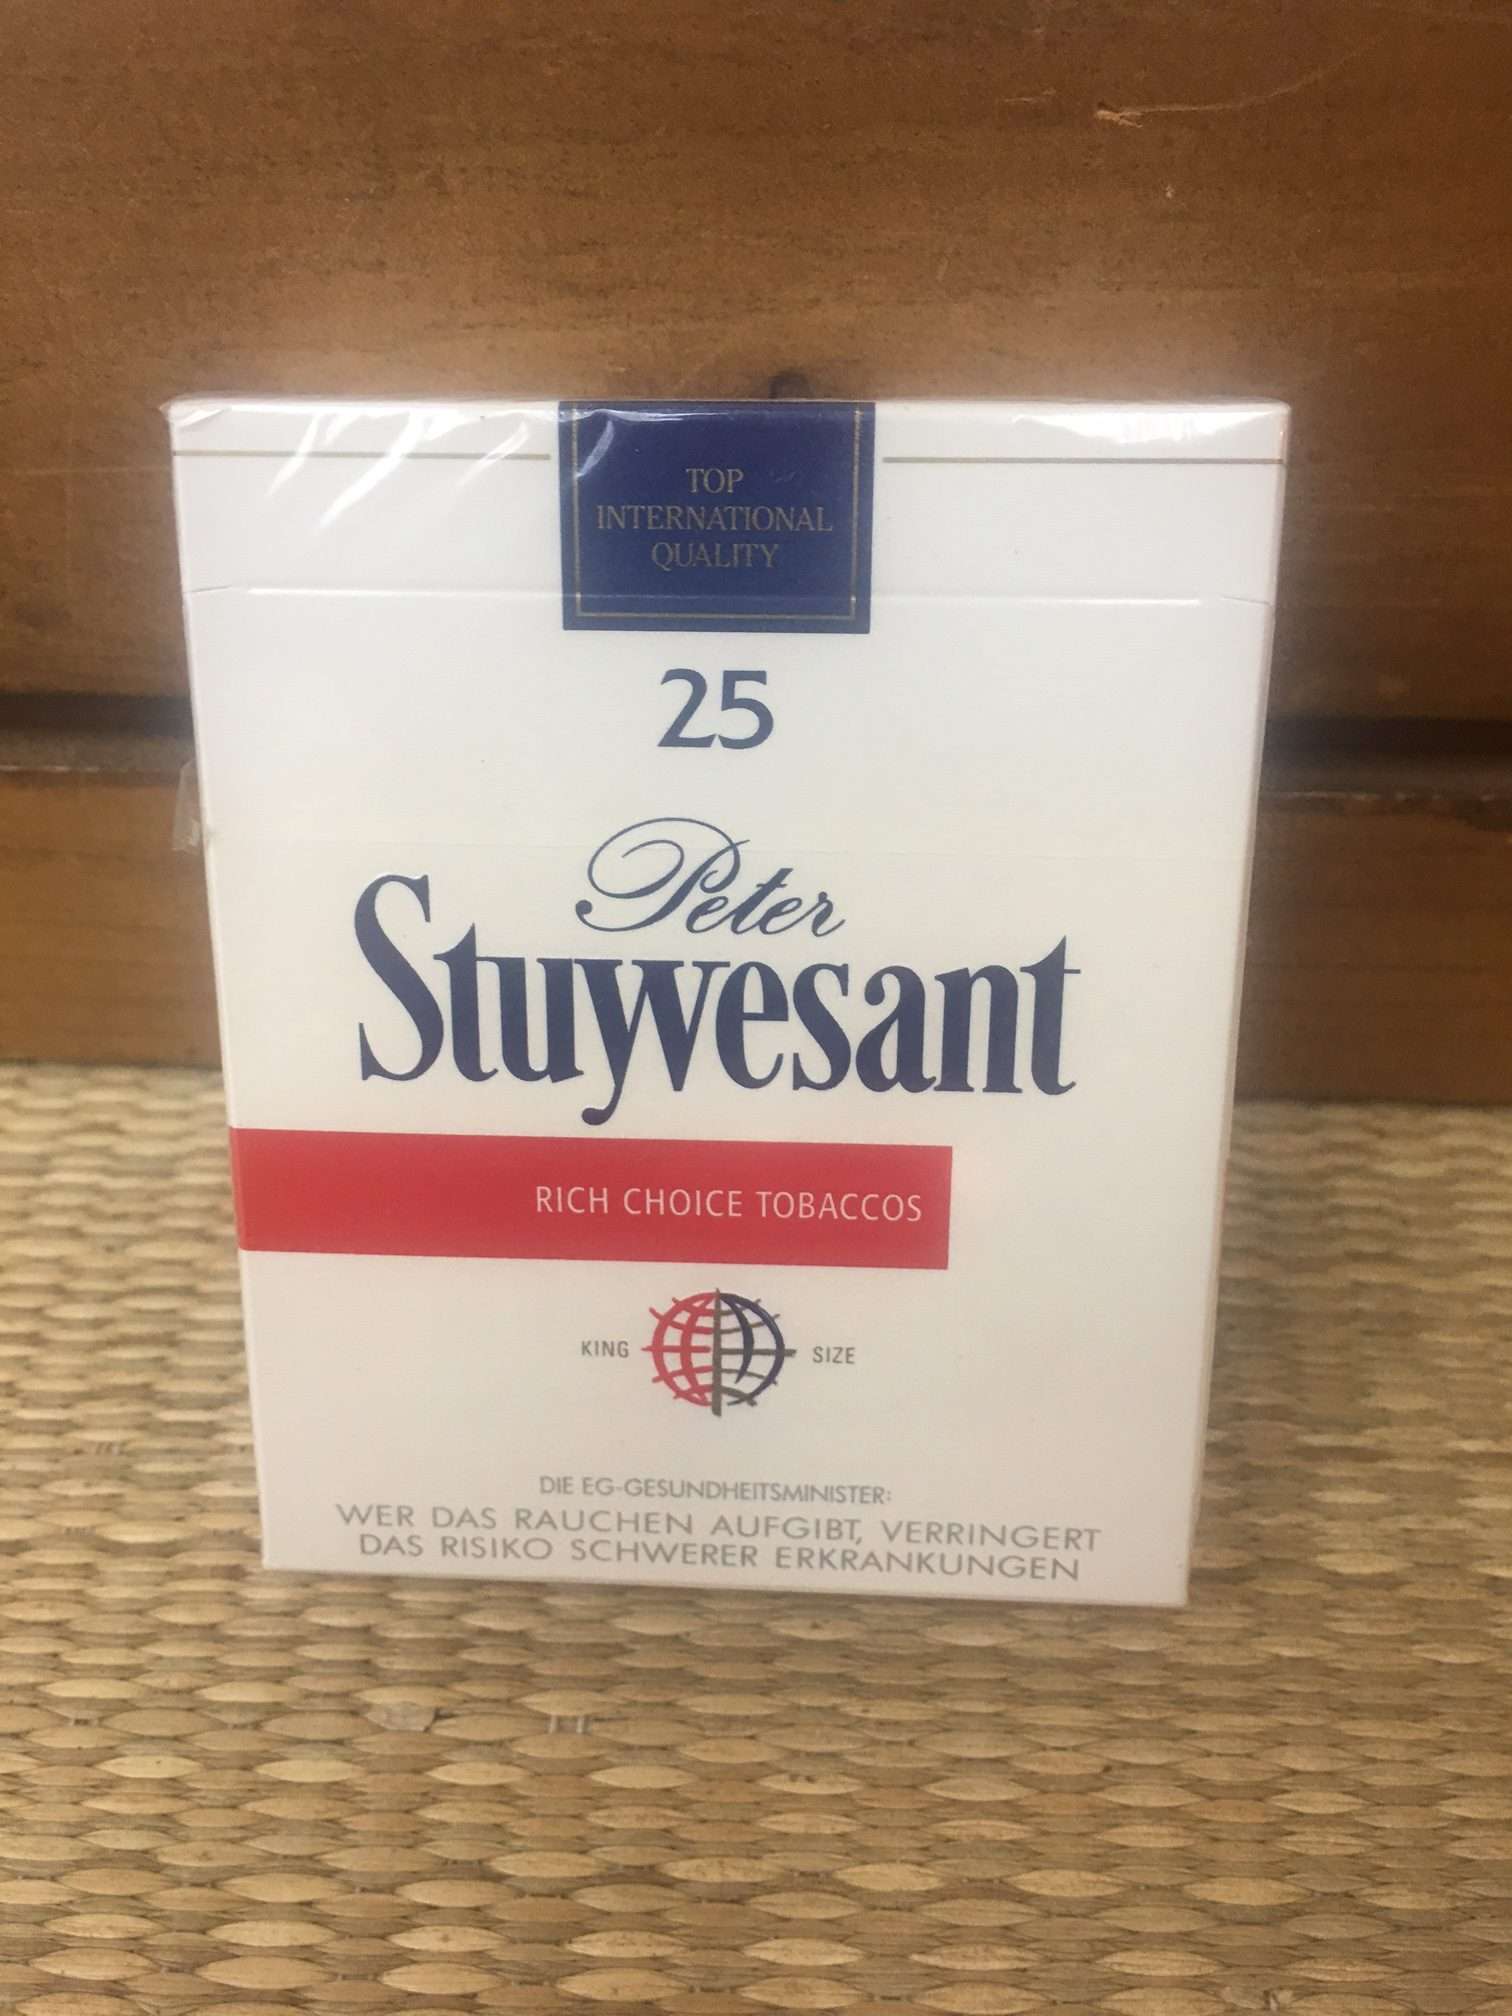 TOP
INTERNATIONAL
QUALITY
25
Peter
Stuyvesant
RICH CHOICE TOBACCOS
KING SIZE
DIE EG-GESUNDHEITSMINISTER:
WER DAS RAUCHEN AUFGIBT, VERRINGERT
DAS RISIKO SCHWERER ERKRANKUNGEN